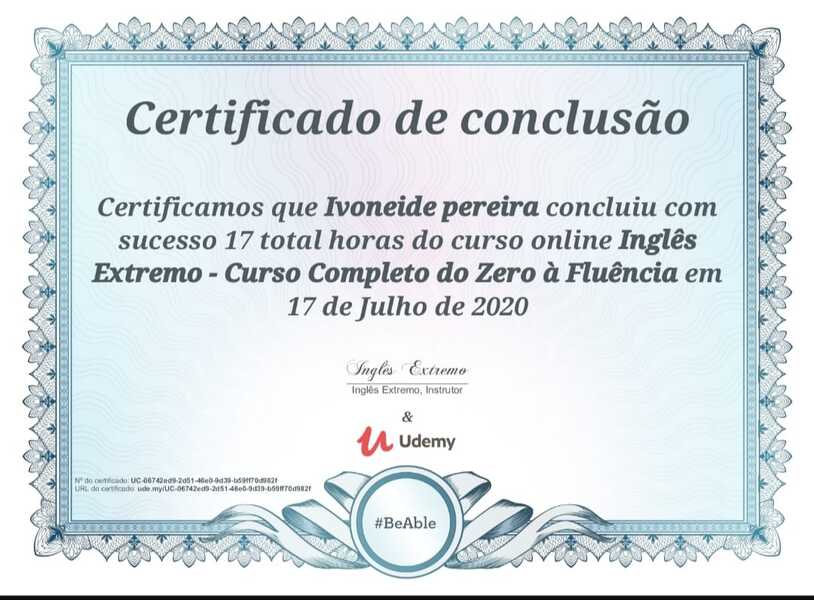 Certificado de conclusão
Certificamos que Ivoneide pereira concluiu com
sucesso 17 total horas do curso online Inglês
Extremo - Curso Completo do Zero à Fluência em
17 de Julho de 2020
Inglês Extremo
Inglês Extremo, Instrutor
&
Udemy
Nº do certificado: UC-06742ed9-2d51-46e0-9d39-b59ff70d982f
URL do certificado: ude.my/UC-06742ed9-2d51-46e0-9d39-b59ff70d982f
#BeAble